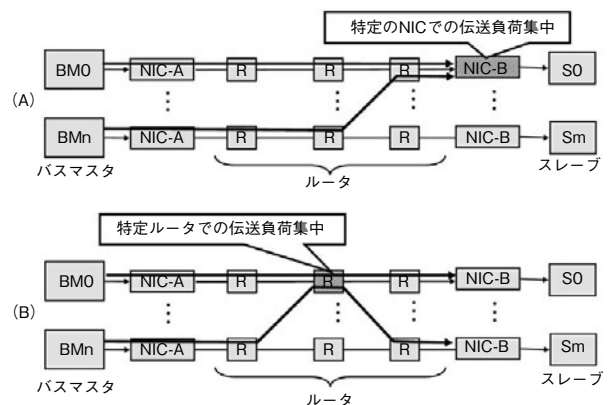 特定のNICでの伝送負荷集中
(A)
BM0 NIC-A R R R NIC-B S0
BMn NIC-A R R R NIC-B Sm
バスマスタ スレーブ
ルータ
特定ルータでの伝送負荷集中
(B)
BM0 NIC-A R R R NIC-B S0
BMn NIC-A R R R NIC-B Sm
バスマスタ スレーブ
ルータ